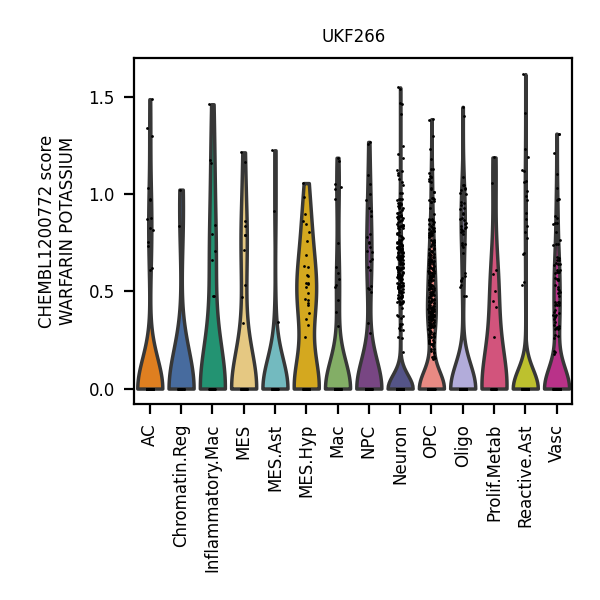 UKF266
CHEMBL1200772 score
WARFARIN POTASSIUM
1.5
1.0
0.5
0.0
AC
Chromatin.Reg
Inflammatory.Mac
MES
MES.Ast
MES.Hyp
Mac
NPC
Neuron
OPC
Oligo
Prolif.Metab
Reactive.Ast
Vasc